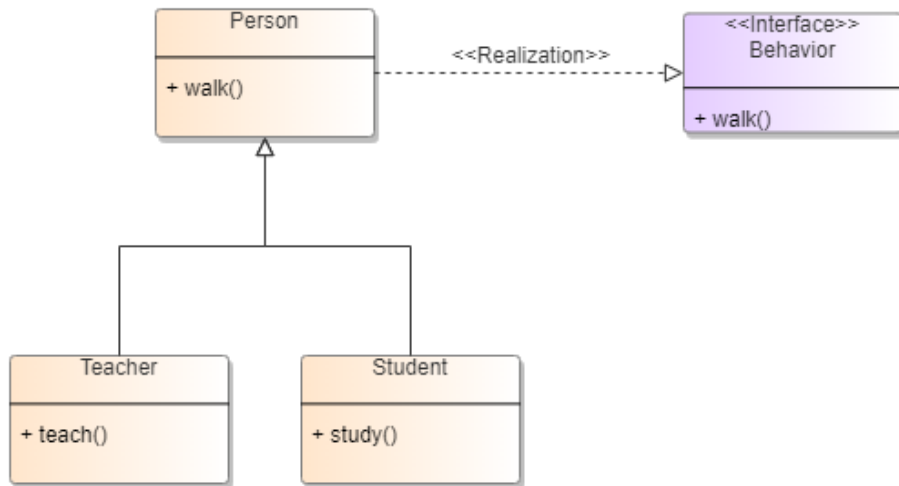 Person
+ walk()
<<Realization>>
<<Interface>>
Behavior
+ walk()
Teacher
+ teach()
Student
+ study()